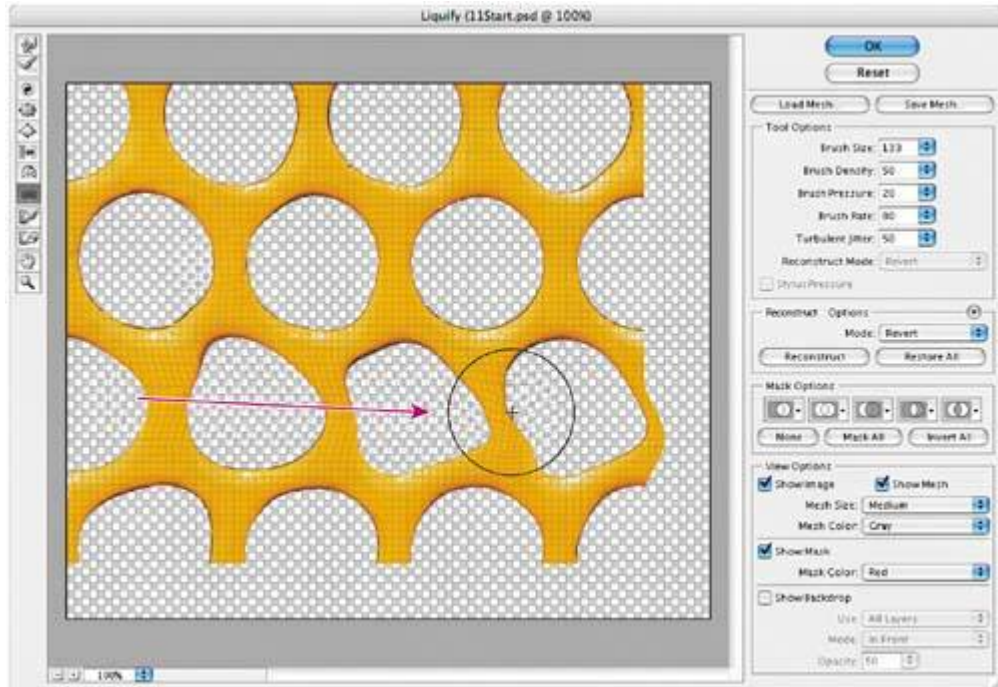 Liquify (11Start.psd @ 100%)
OK
Reset
Load Mesh...
Save Mesh...
Tool Options
Brush Size: 133
Brush Density: 50
Brush Pressure: 20
Brush Rate: 80
Turbulent Jitter: 50
Reconstruct Mode: Revert
Stylus Pressure
Reconstruct Options
Mode: Revert
Reconstruct
Restore All
Mask Options
None
Mask All
Invert All
View Options
Show Image
Show Mesh
Mesh Size: Medium
Mesh Color: Gray
Show Mask
Mask Color: Red
Show Backdrop
Use: All Layers
Mode: In Front
Opacity: 50
100%